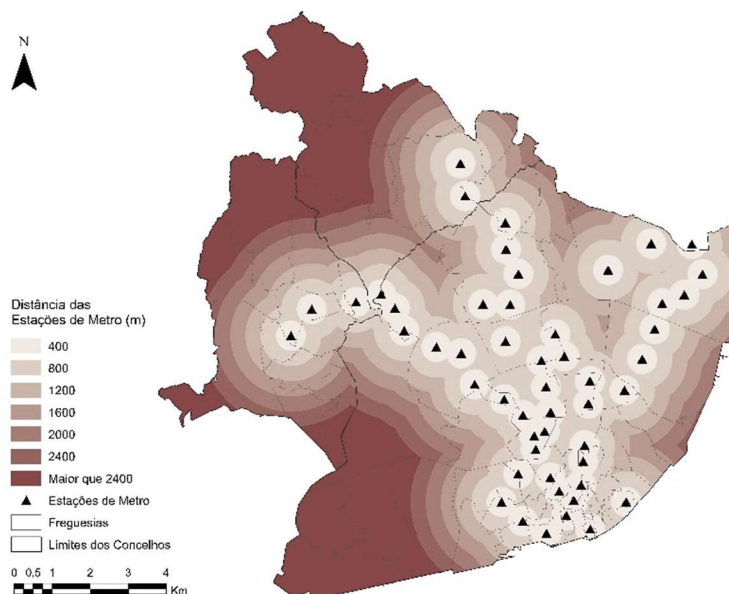 N
Distância das
Estações de Metro (m)
400
800
1200
1600
2000
2400
Maior que 2400
Estações de Metro
Freguesias
Limites dos Concelhos
0 0,5 1 2 3 4
Km